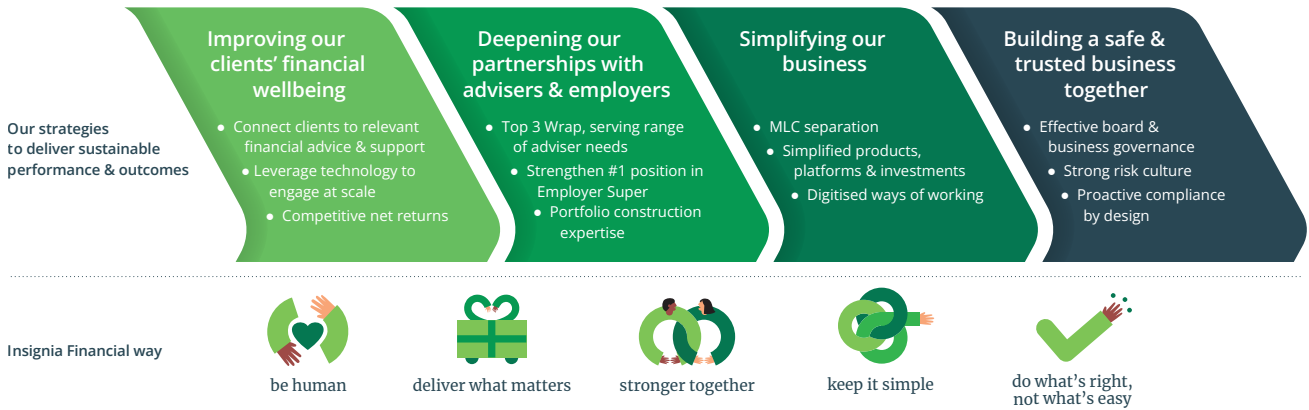 Our strategies
to deliver sustainable
performance & outcomes
Improving our
clients’ financial
wellbeing
● Connect clients to relevant
financial advice & support
● Leverage technology to
engage at scale
● Competitive net returns
Deepening our
partnerships with
advisers & employers
● Top 3 Wrap, serving range
of adviser needs
● Strengthen #1 position in
Employer Super
● Portfolio construction
expertise
Simplifying our
business
● MLC separation
● Simplified products,
platforms & investments
● Digitised ways of working
Building a safe &
trusted business
together
● Effective board &
business governance
● Strong risk culture
● Proactive compliance
by design
Insignia Financial way
be human
deliver what matters
stronger together
keep it simple
do what’s right,
not what’s easy